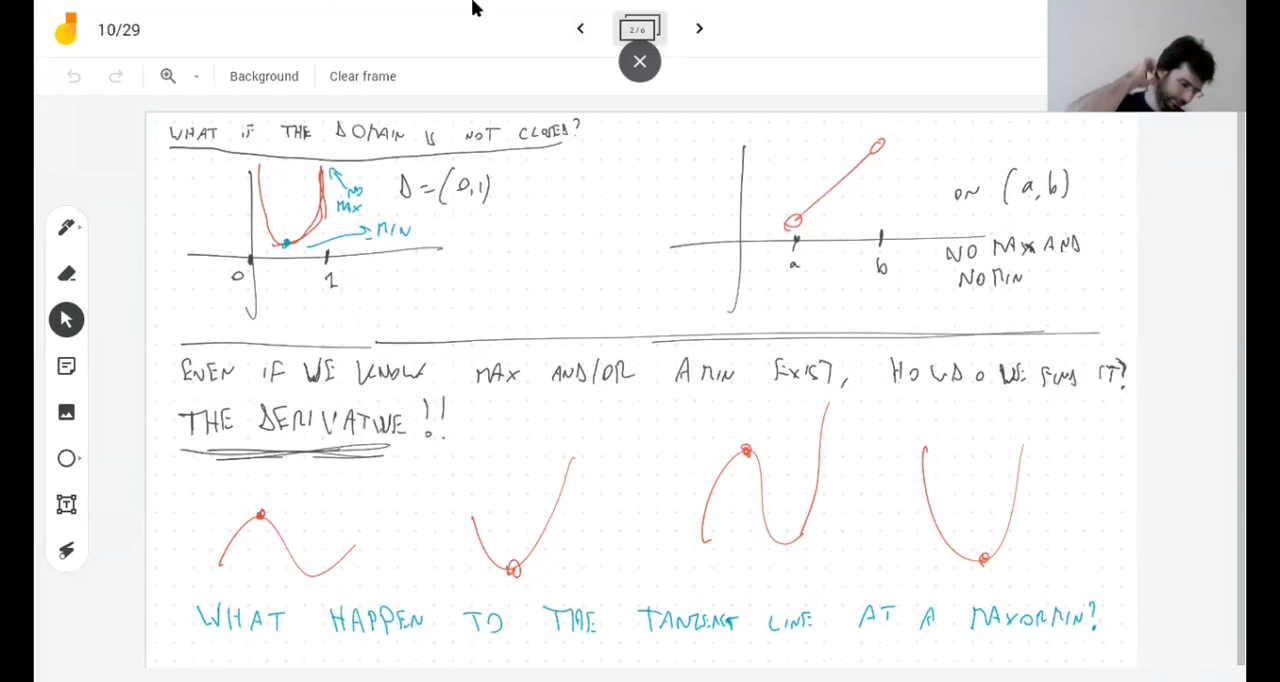 10/29
2/6
Background
Clear frame
WHAT IF THE DOMAIN IS NOT CLOSED?
D=(0,1)
NO
MAX
MIN
0
1
ON (a,b)
NO MAX AND
NO MIN
a
b
EVEN IF WE KNOW MAX AND/OR A MIN EXIST, HOW DO WE FIND IT?
THE DERIVATIVE!!
WHAT HAPPEN TO THE TANGENT LINE AT A MAX OR MIN?